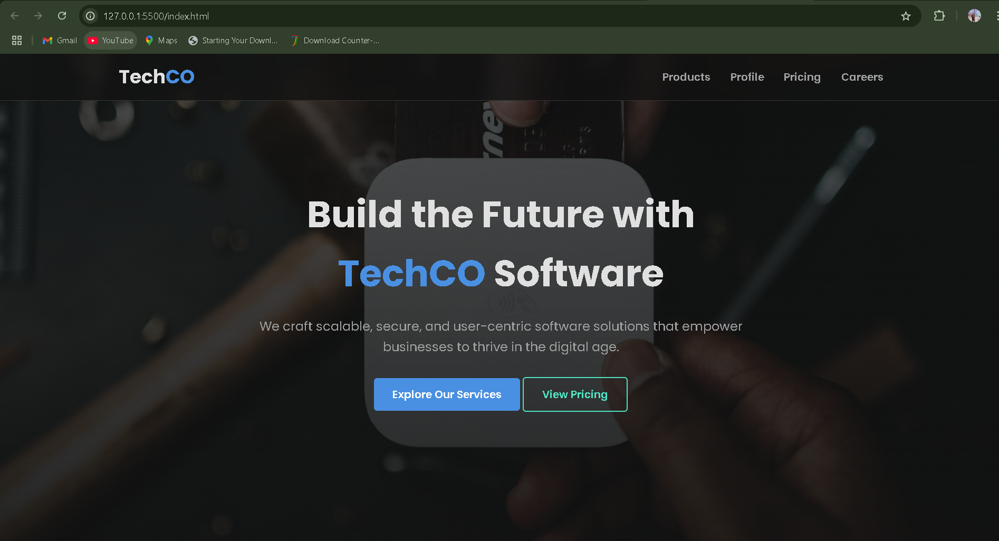 127.0.0.1:5500/index.html
Gmail YouTube Maps Starting Your Downl... Download Counter-...
TechCO Products Profile Pricing Careers
Build the Future with
TechCO Software
We craft scalable, secure, and user-centric software solutions that empower
businesses to thrive in the digital age.
Explore Our Services View Pricing